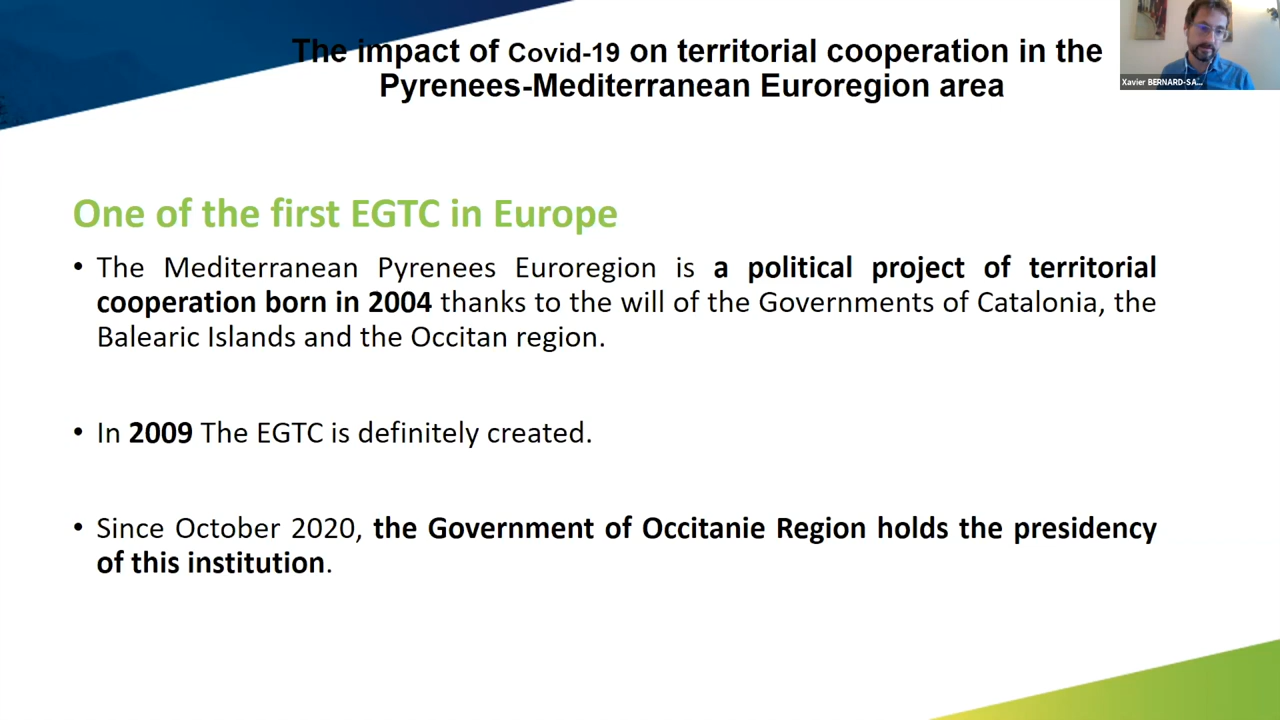 The impact of Covid-19 on territorial cooperation in the
Pyrenees-Mediterranean Euroregion area
Xavier BERNARD-SA...
One of the first EGTC in Europe
• The Mediterranean Pyrenees Euroregion is a political project of territorial
cooperation born in 2004 thanks to the will of the Governments of Catalonia, the
Balearic Islands and the Occitan region.
• In 2009 The EGTC is definitely created.
• Since October 2020, the Government of Occitanie Region holds the presidency
of this institution.